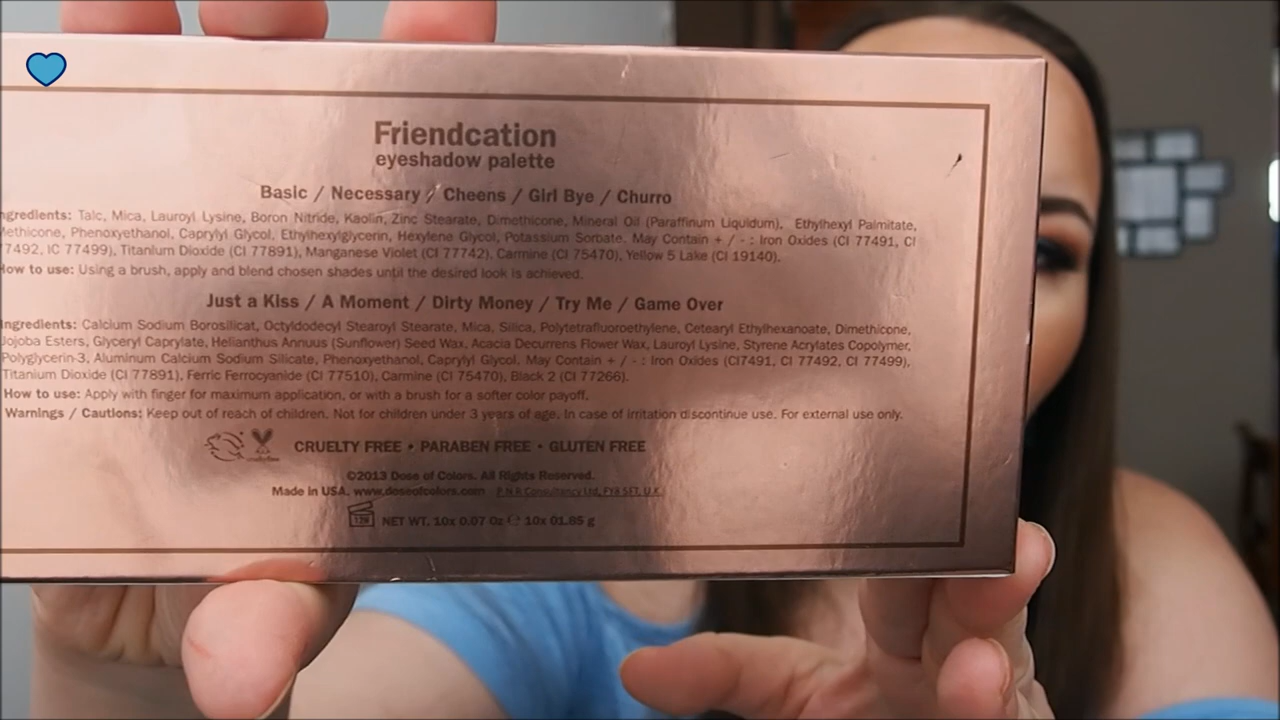 Friendcation
eyeshadow palette
Basic / Necessary / Cheens / Girl Bye / Churro
ngredients: Talc, Mica, Lauroyl Lysine, Boron Nitride, Kaolin, Zinc Stearate, Dimethicone, Mineral Oil (Paraffinum Liquidum), Ethylhexyl Palmitate,
Methicone, Phenoxyethanol, Caprylyl Glycol, Ethylhexylglycerin, Hexylene Glycol, Potassium Sorbate. May Contain + / - : Iron Oxides (CI 77491, CI
77492, IC 77499), Titanium Dioxide (CI 77891), Manganese Violet (CI 77742), Carmine (CI 75470), Yellow 5 Lake (CI 19140).
How to use: Using a brush, apply and blend chosen shades until the desired look is achieved.
Just a Kiss / A Moment / Dirty Money / Try Me / Game Over
Ingredients: Calcium Sodium Borosilicat, Octyldodecyl Stearoyl Stearate, Mica, Silica, Polytetrafluoroethylene, Cetearyl Ethylhexanoate, Dimethicone,
Jojoba Esters, Glyceryl Caprylate, Helianthus Annuus (Sunflower) Seed Wax, Acacia Decurrens Flower Wax, Lauroyl Lysine, Styrene Acrylates Copolymer,
Polyglycerin-3, Aluminum Calcium Sodium Silicate, Phenoxyethanol, Caprylyl Glycol. May Contain + / - : Iron Oxides (CI7491, CI 77492, CI 77499),
Titanium Dioxide (CI 77891), Ferric Ferrocyanide (CI 77510), Carmine (CI 75470), Black 2 (CI 77266).
How to use: Apply with finger for maximum application, or with a brush for a softer color payoff.
Warnings / Cautions: Keep out of reach of children. Not for children under 3 years of age. In case of irritation discontinue use. For external use only.
CRUELTY FREE • PARABEN FREE • GLUTEN FREE
©2013 Dose of Colors. All Rights Reserved.
Made in USA. www.doseofcolors.com P N R Consultancy Ltd, FY8 5FT, U.K.
NET WT. 10x 0.07 Oz ℮ 10x 01.85 g